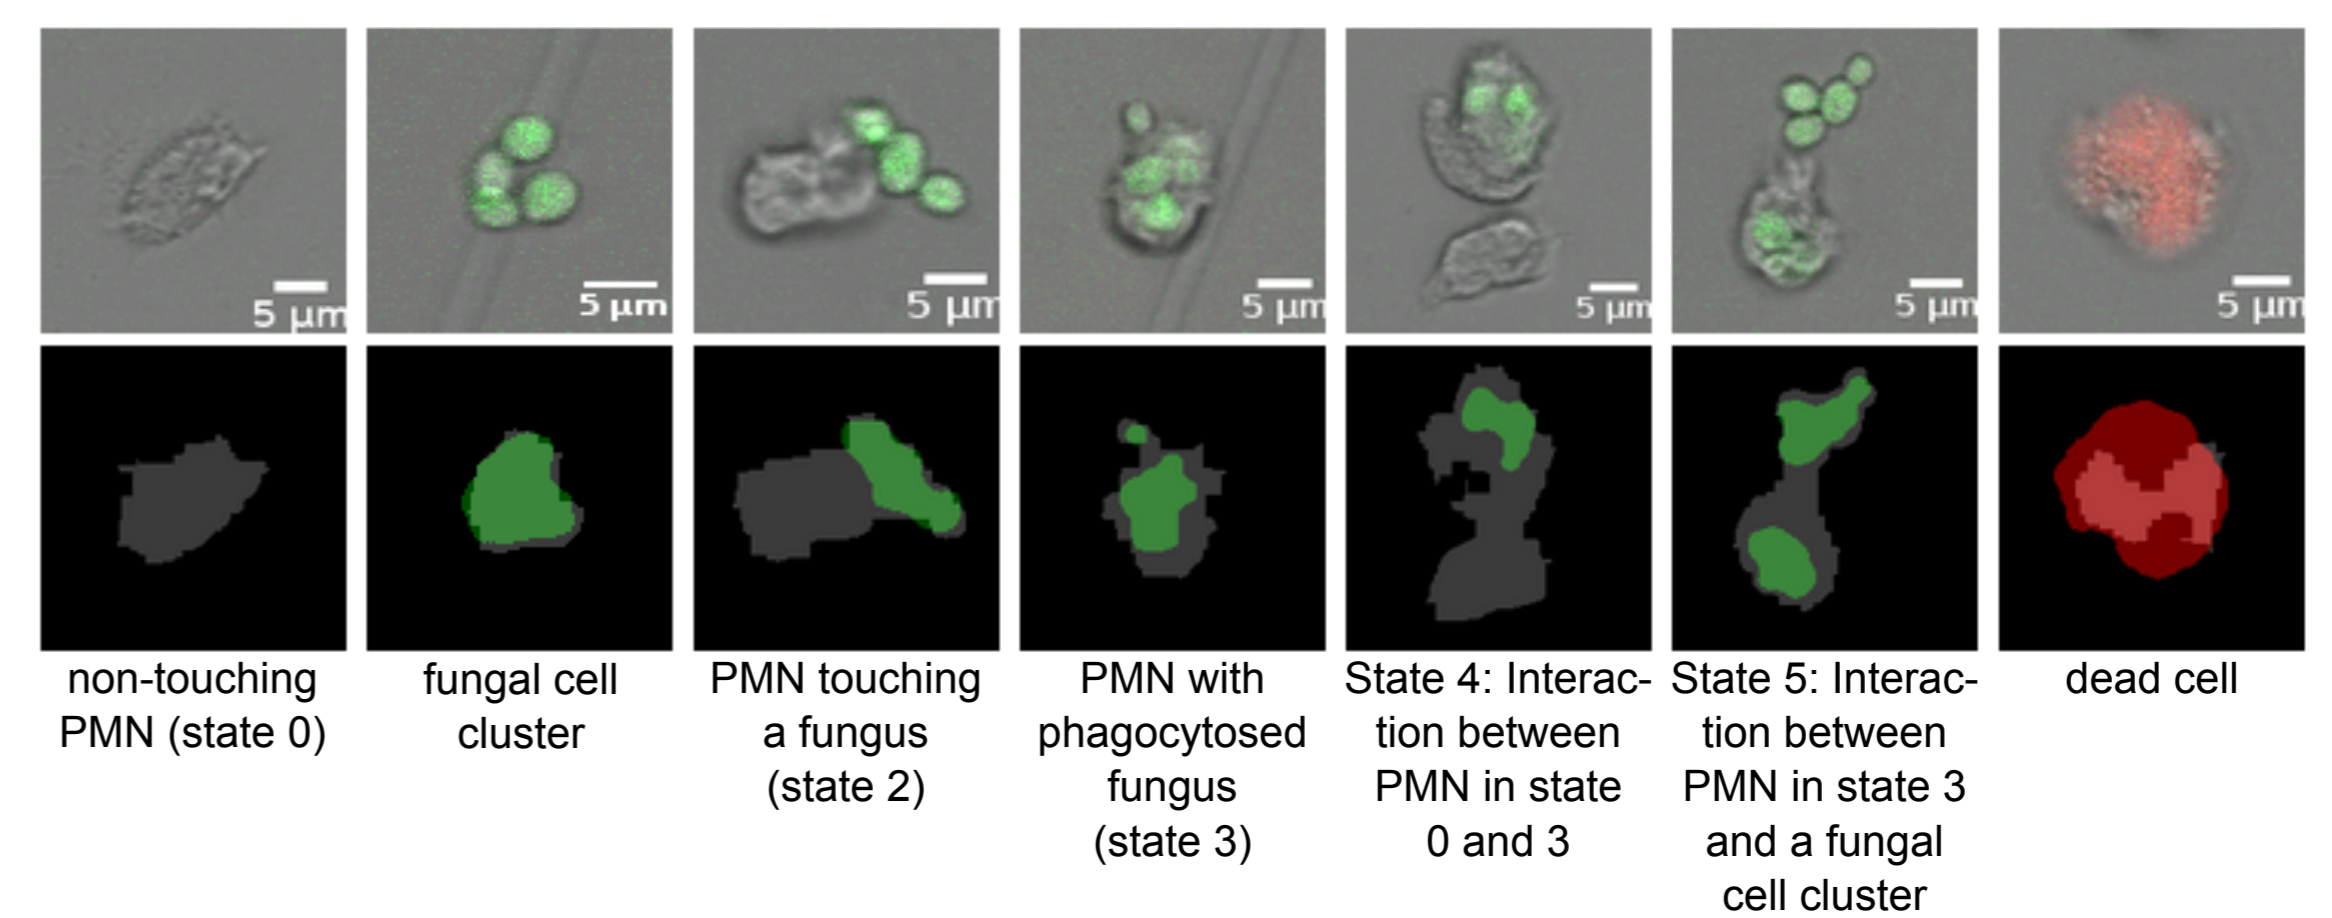 5 μm
5 μm
5 μm
5 μm
5 μm
5 μm
5 μm
non-touching
PMN (state 0)
fungal cell
cluster
PMN touching
a fungus
(state 2)
PMN with
phagocytosed
fungus
(state 3)
State 4: Interac-
tion between
PMN in state
0 and 3
State 5: Interac-
tion between
PMN in state 3
and a fungal
cell cluster
dead cell